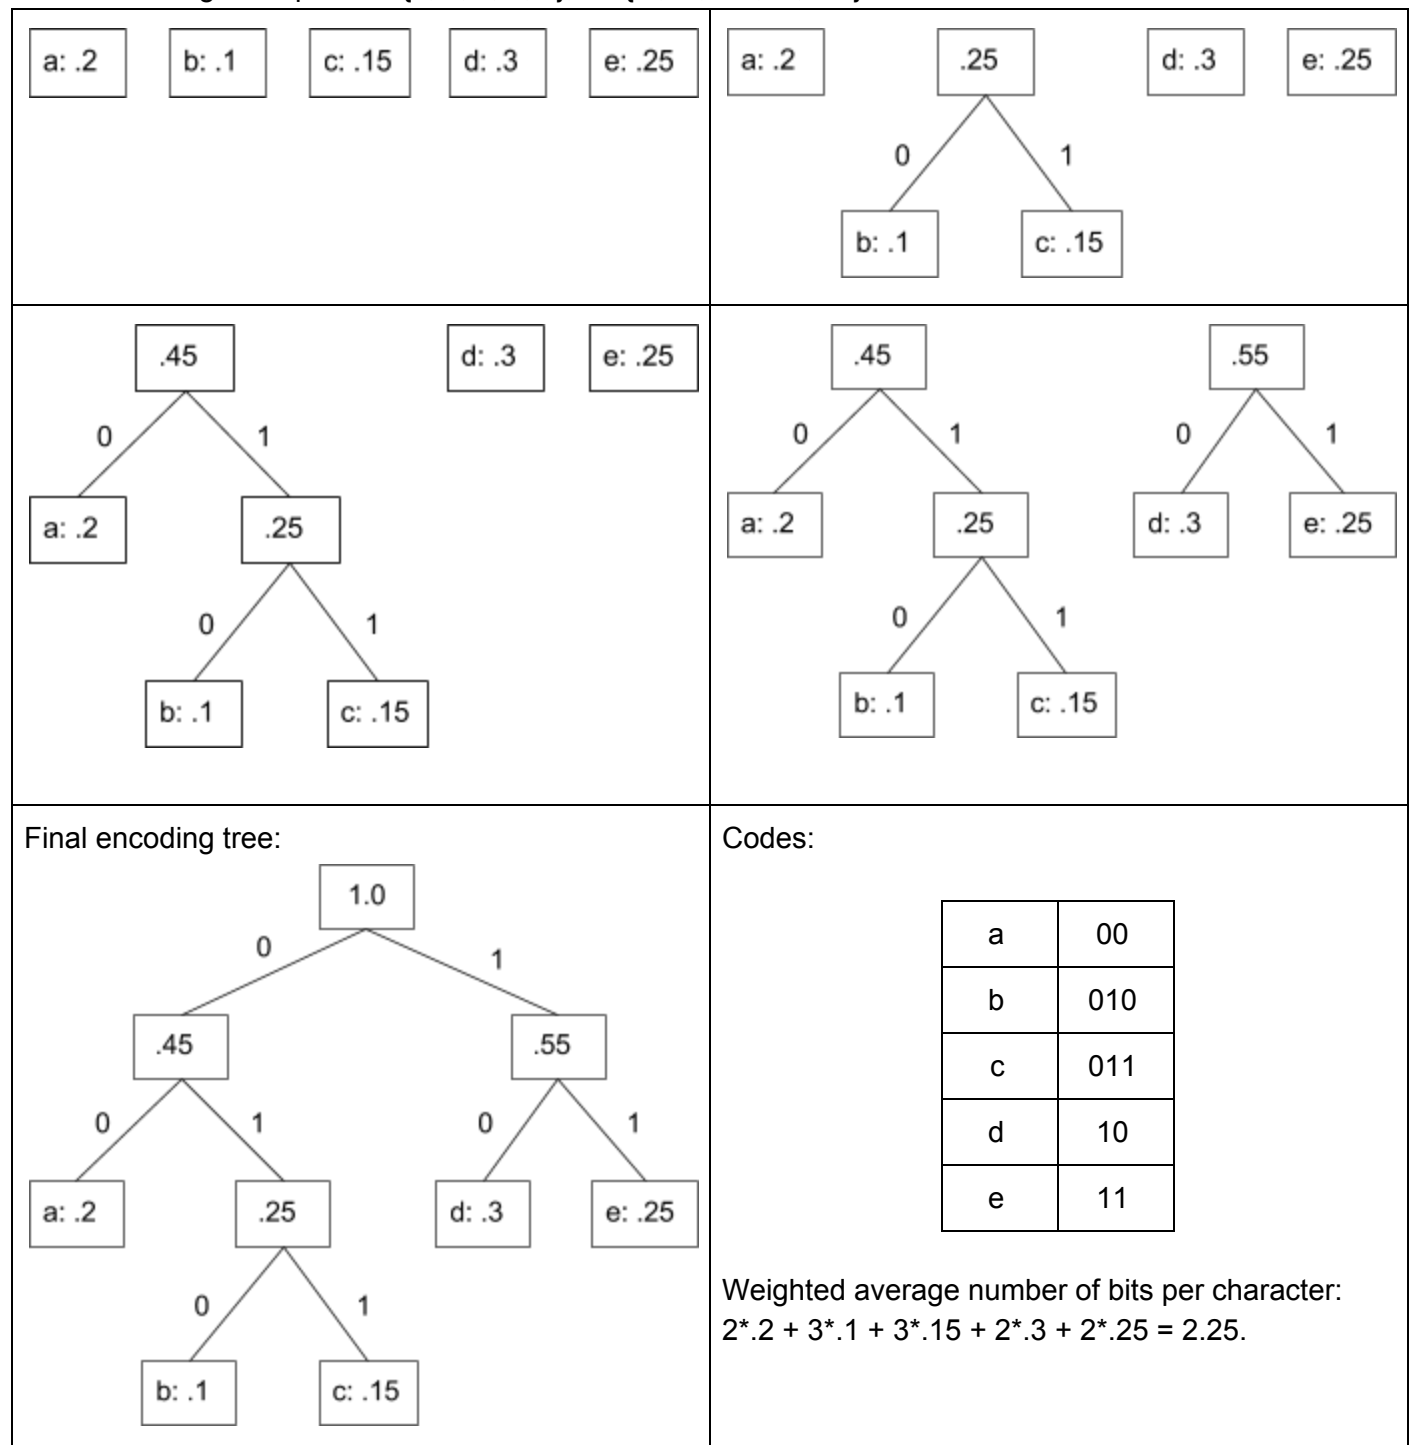 a: .2 b: .1 c: .15 d: .3 e: .25
a: .2 .25 d: .3 e: .25
0 1
b: .1 c: .15
.45 d: .3 e: .25
0 1
a: .2 .25
0 1
b: .1 c: .15
.45 .55
0 1 0 1
a: .2 .25 d: .3 e: .25
0 1
b: .1 c: .15
Final encoding tree:
1.0
0 1
.45 .55
0 1 0 1
a: .2 .25 d: .3 e: .25
0 1
b: .1 c: .15
Codes:
a 00
b 010
c 011
d 10
e 11
Weighted average number of bits per character:
2*.2 + 3*.1 + 3*.15 + 2*.3 + 2*.25 = 2.25.